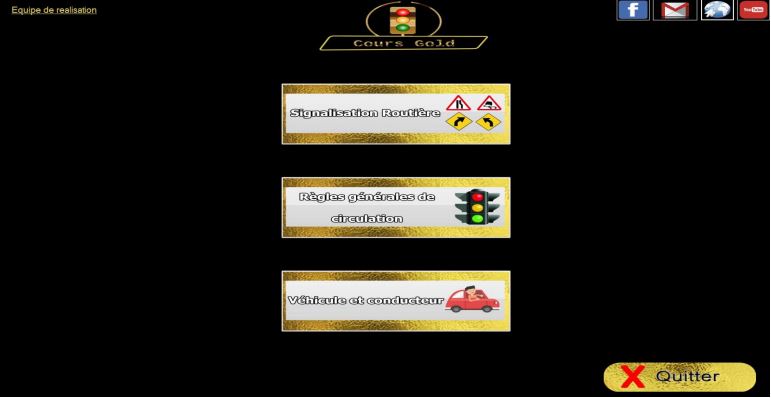 Equipe de realisation
Cours Gold
YouTube
Signalisation Routière
Règles générales de
circulation
Véhicule et conducteur
Quitter